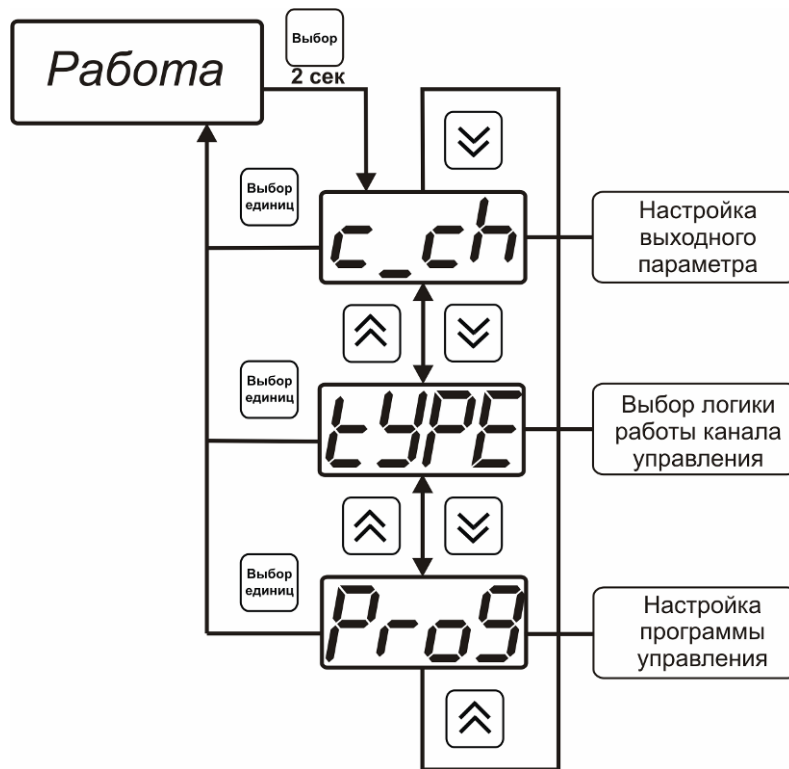 Выбор
2 сек
Работа
Выбор
единиц
c_ch
Настройка
выходного
параметра
Выбор
единиц
tYPE
Выбор логики
работы канала
управления
Выбор
единиц
Prog
Настройка
программы
управления